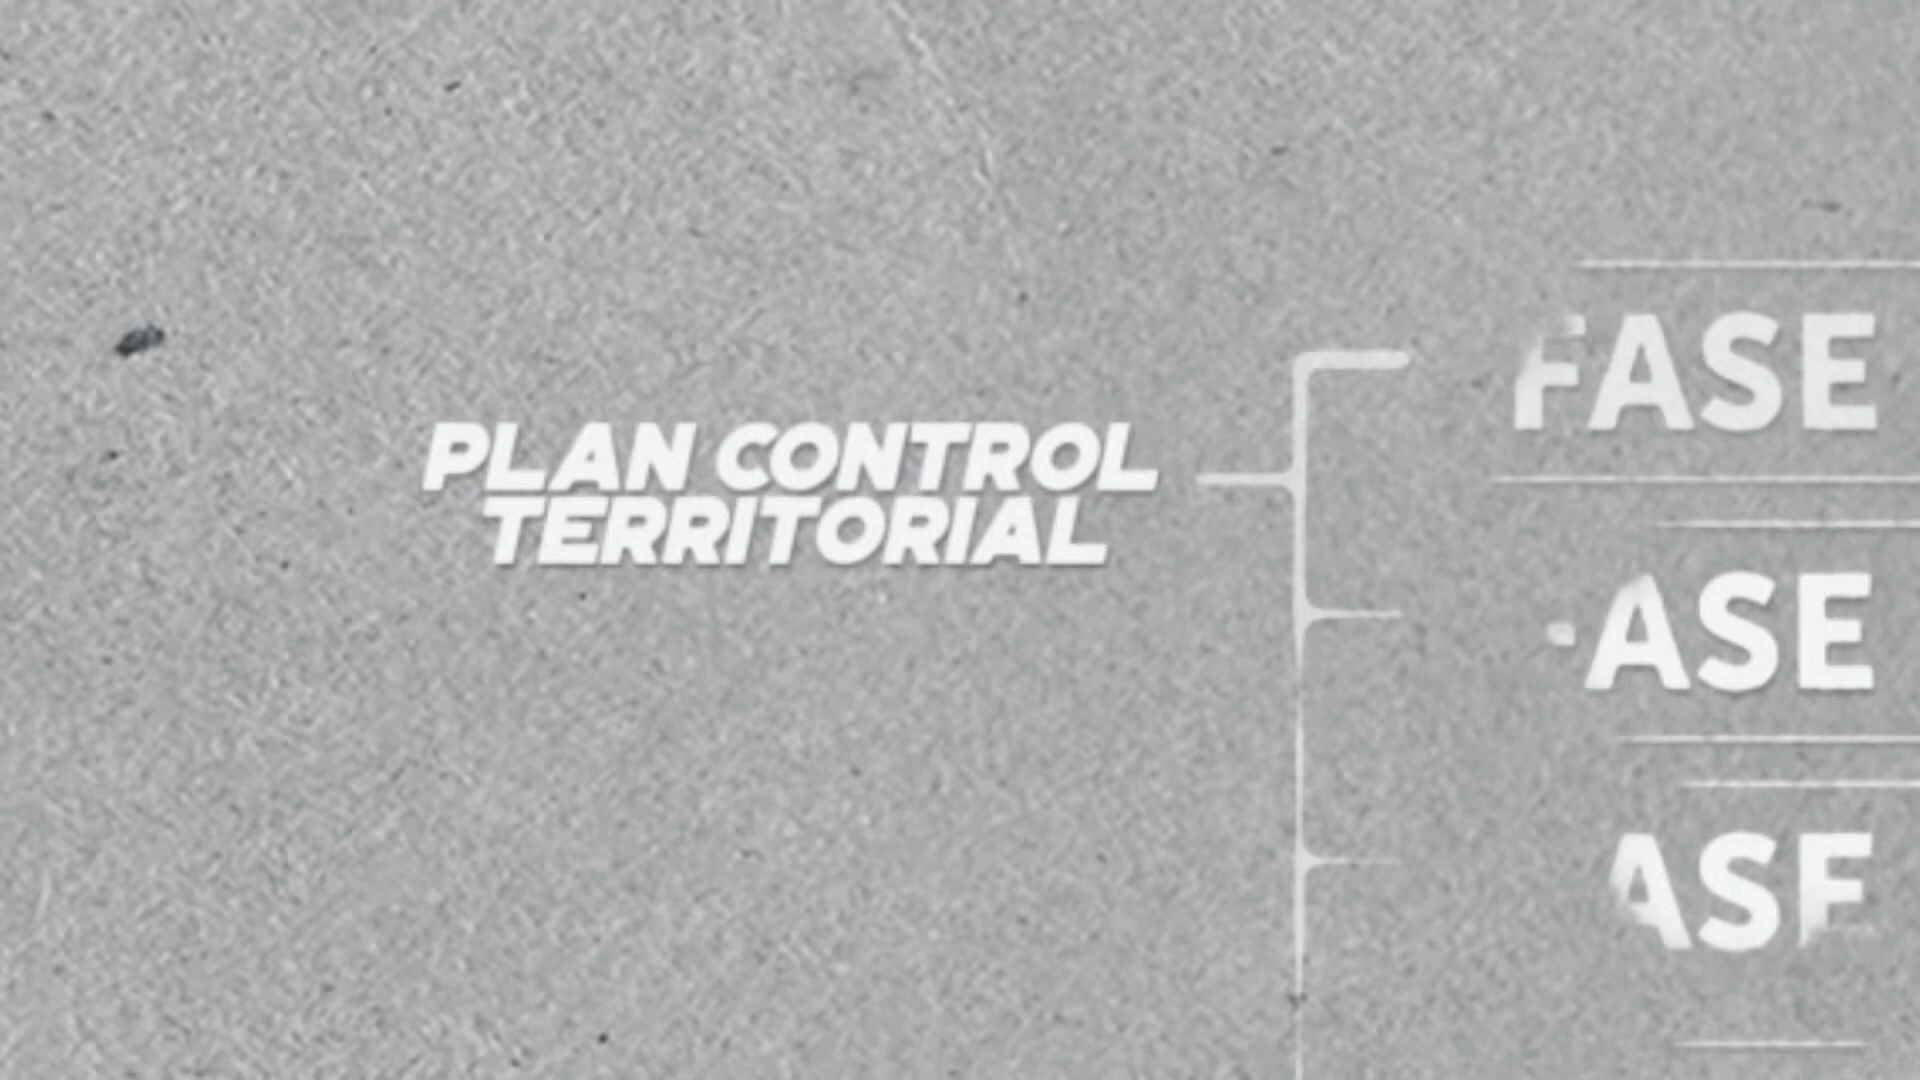 PLAN CONTROL
TERRITORIAL
FASE
ASE
ASE